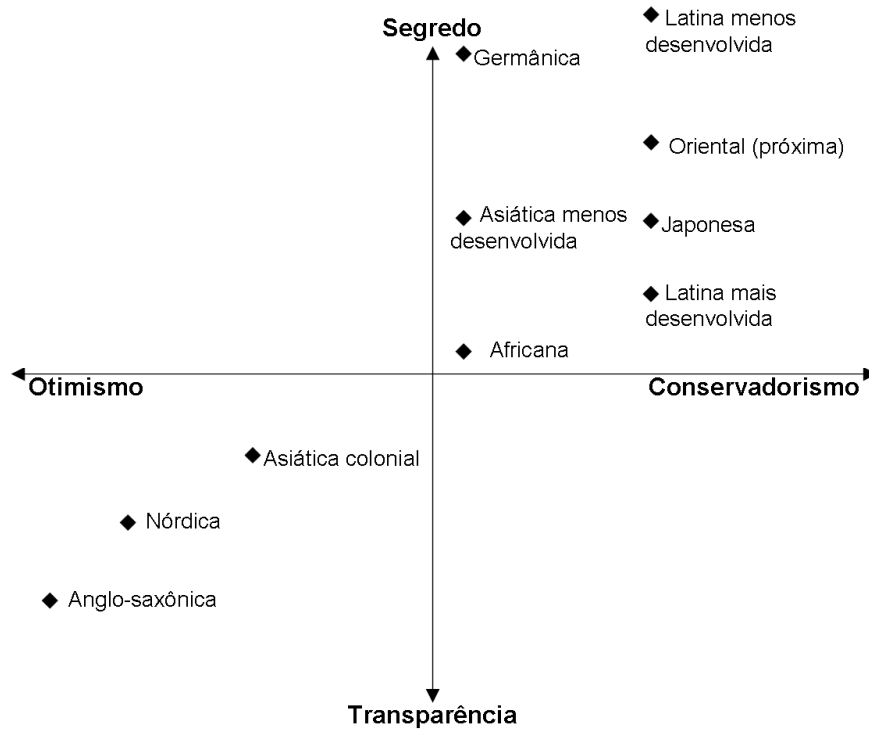 Segredo
Latina menos
desenvolvida
Germânica
Oriental (próxima)
Asiática menos
desenvolvida
Japonesa
Latina mais
desenvolvida
Africana
Otimismo
Conservadorismo
Asiática colonial
Nórdica
Anglo-saxônica
Transparência